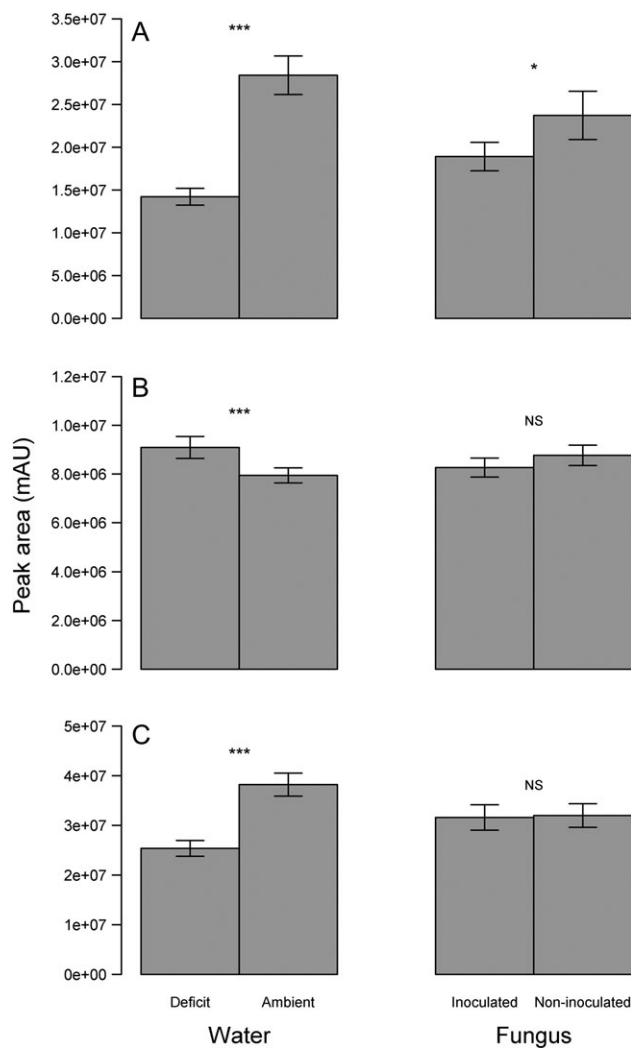 A
***
*
3.5e+07
3.0e+07
2.5e+07
2.0e+07
1.5e+07
1.0e+07
5.0e+06
0.0e+00
B
***
NS
1.2e+07
1.0e+07
8.0e+06
6.0e+06
4.0e+06
2.0e+06
0.0e+00
Peak area (mAU)
C
***
NS
5e+07
4e+07
3e+07
2e+07
1e+07
0e+00
Deficit Ambient Inoculated Non-inoculated
Water Fungus